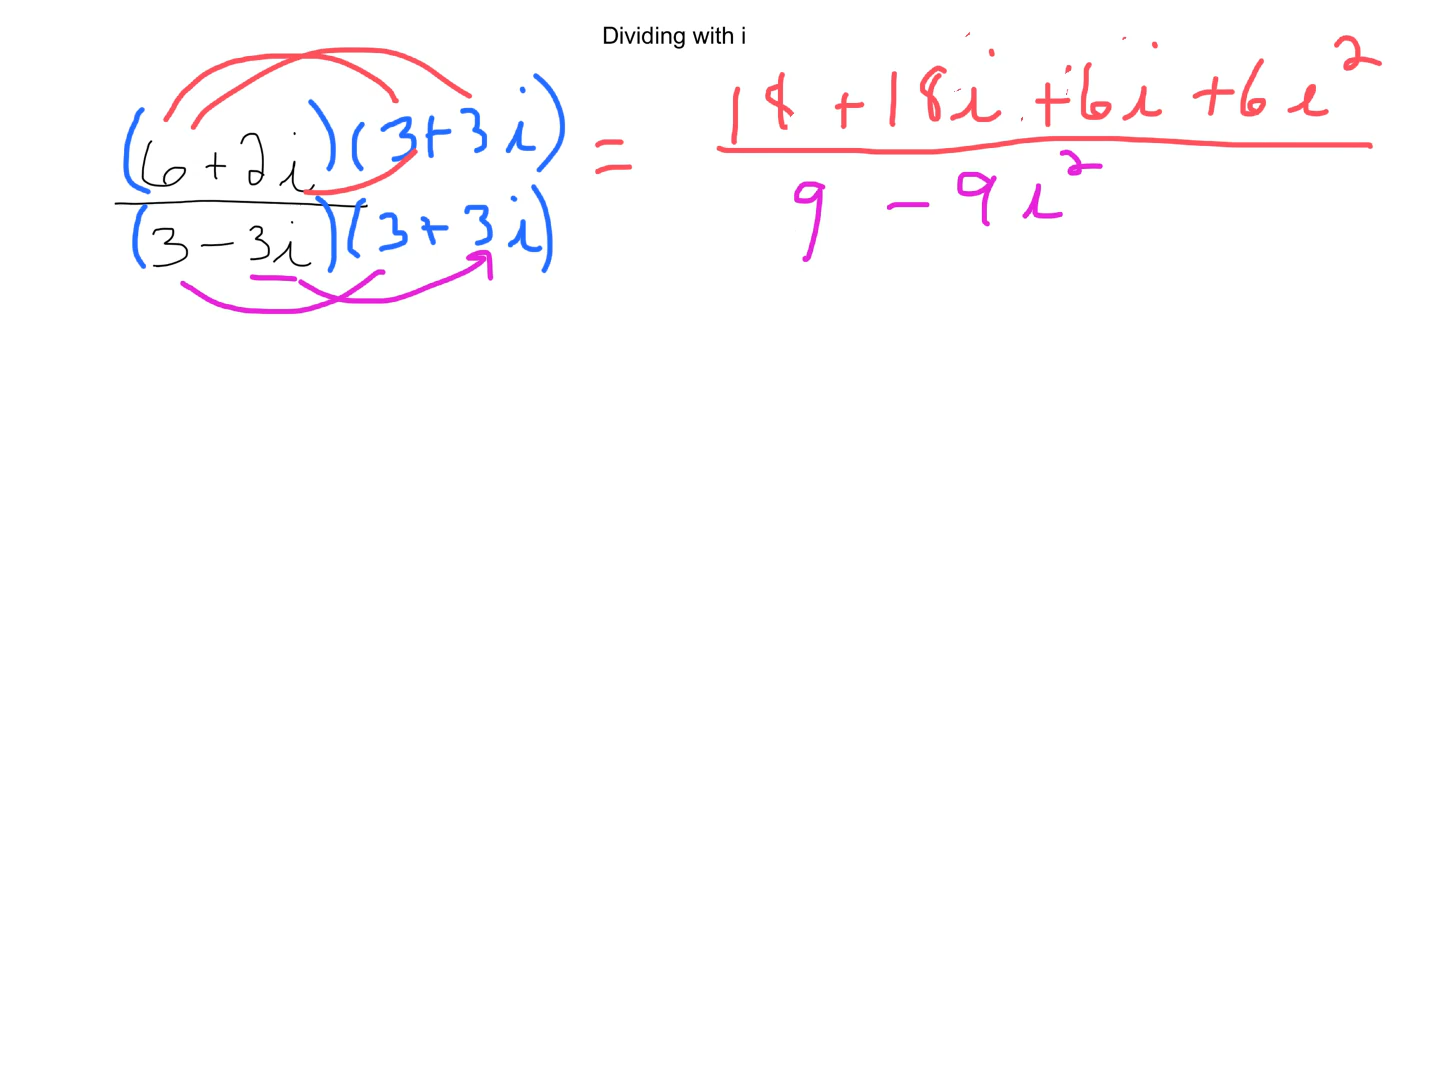 Dividing with i
(6+2i)(3+3i) = 18 + 18i + 6i + 6i²
(3-3i)(3+3i) 9 - 9i²